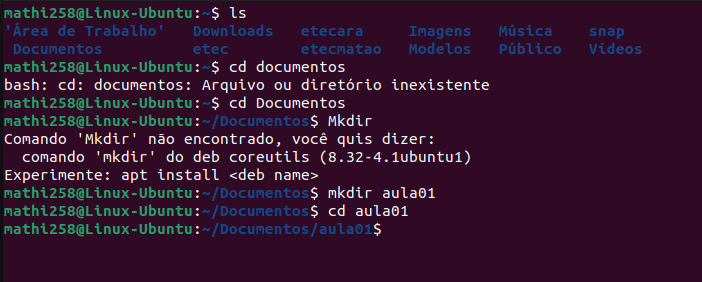 mathi258@Linux-Ubuntu:~$ ls
'Área de Trabalho' Downloads etecara Imagens Música snap
Documentos etec etecmatao Modelos Público Vídeos
mathi258@Linux-Ubuntu:~$ cd documentos
bash: cd: documentos: Arquivo ou diretório inexistente
mathi258@Linux-Ubuntu:~$ cd Documentos
mathi258@Linux-Ubuntu:~/Documentos$ Mkdir
Comando 'Mkdir' não encontrado, você quis dizer:
comando 'mkdir' do deb coreutils (8.32-4.1ubuntu1)
Experimente: apt install <deb name>
mathi258@Linux-Ubuntu:~/Documentos$ mkdir aula01
mathi258@Linux-Ubuntu:~/Documentos$ cd aula01
mathi258@Linux-Ubuntu:~/Documentos/aula01$